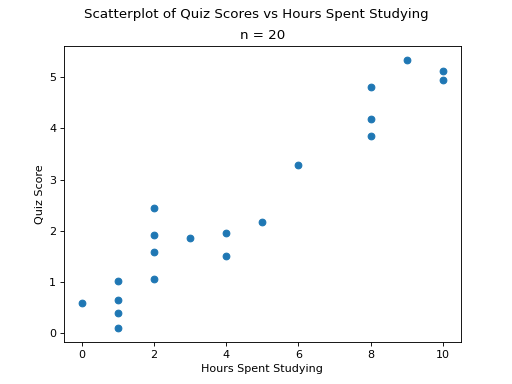 Scatterplot of Quiz Scores vs Hours Spent Studying
n = 20
5
4
3
2
1
0
Quiz Score
0 2 4 6 8 10
Hours Spent Studying